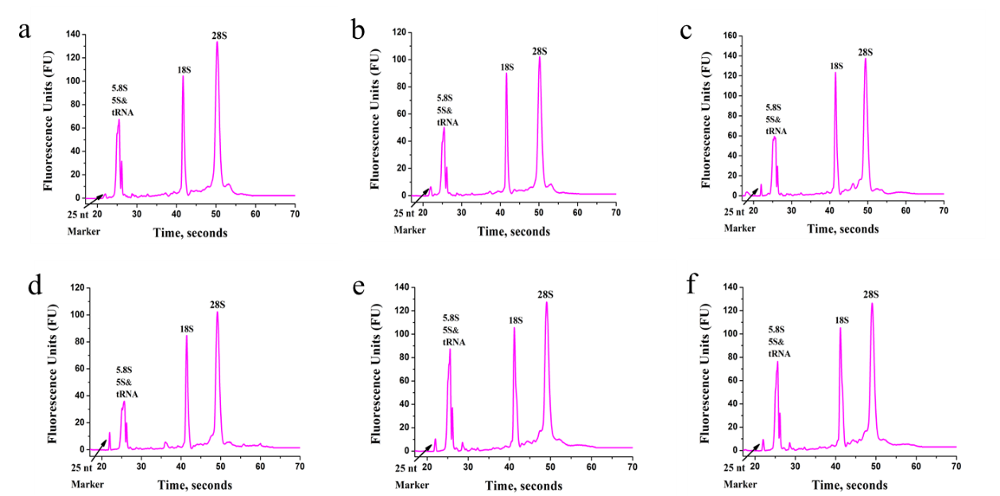 a
140
120
100
80
60
40
20
0
Fluorescence Units (FU)
5.8S
5S&
tRNA
18S
28S
20 30 40 50 60 70
25 nt
Marker
Time, seconds
b
120
100
80
60
40
20
0
Fluorescence Units (FU)
5.8S
5S&
tRNA
18S
28S
20 30 40 50 60 70
25 nt
Marker
Time, seconds
c
160
140
120
100
80
60
40
20
0
Fluorescence Units (FU)
5.8S
5S&
tRNA
18S
28S
20 30 40 50 60 70
25 nt
Marker
Time, seconds
d
120
100
80
60
40
20
0
Fluorescence Units (FU)
5.8S
5S&
tRNA
18S
28S
20 30 40 50 60 70
25 nt
Marker
Time, seconds
e
140
120
100
80
60
40
20
0
Fluorescence Units (FU)
5.8S
5S&
tRNA
18S
28S
20 30 40 50 60 70
25 nt
Marker
Time, seconds
f
140
120
100
80
60
40
20
0
Fluorescence Units (FU)
5.8S
5S&
tRNA
18S
28S
20 30 40 50 60 70
25 nt
Marker
Time, seconds